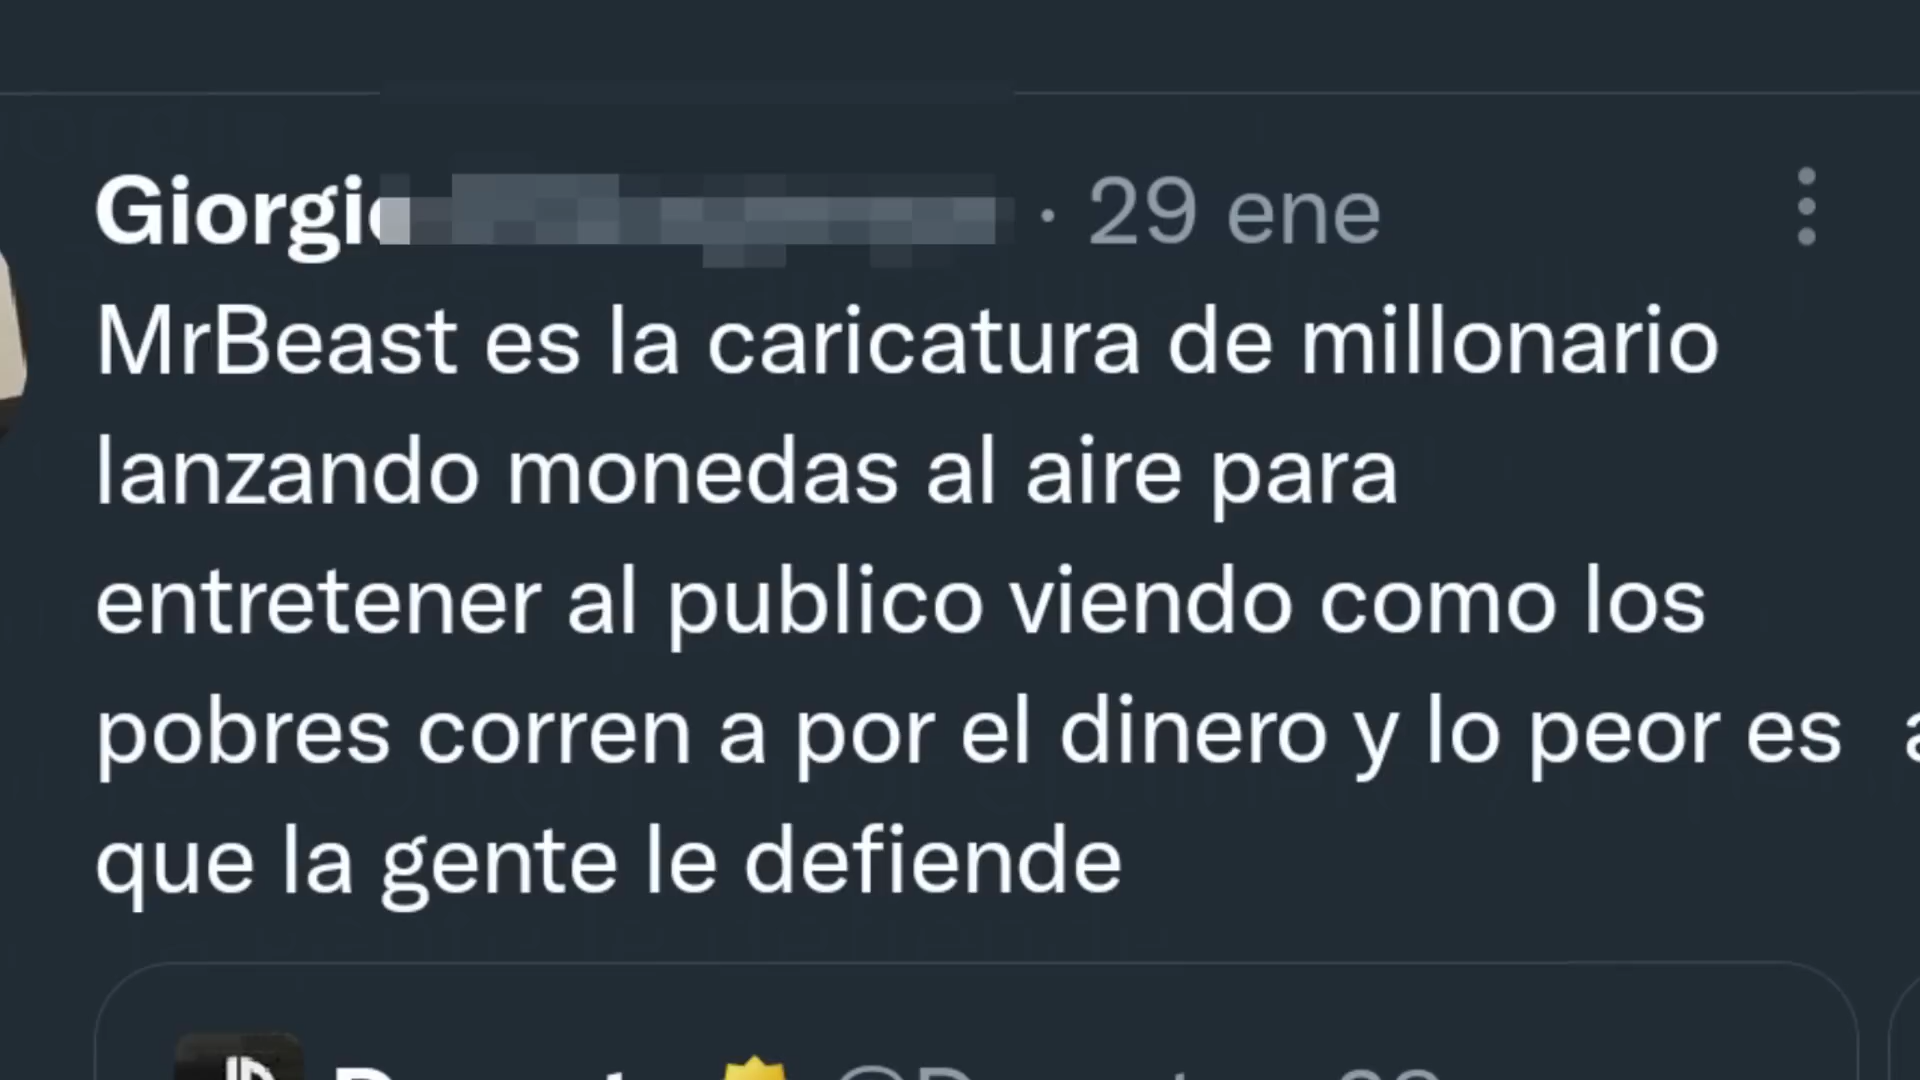 Giorgi · 29 ene
MrBeast es la caricatura de millonario
lanzando monedas al aire para
entretener al publico viendo como los
pobres corren a por el dinero y lo peor es
que la gente le defiende